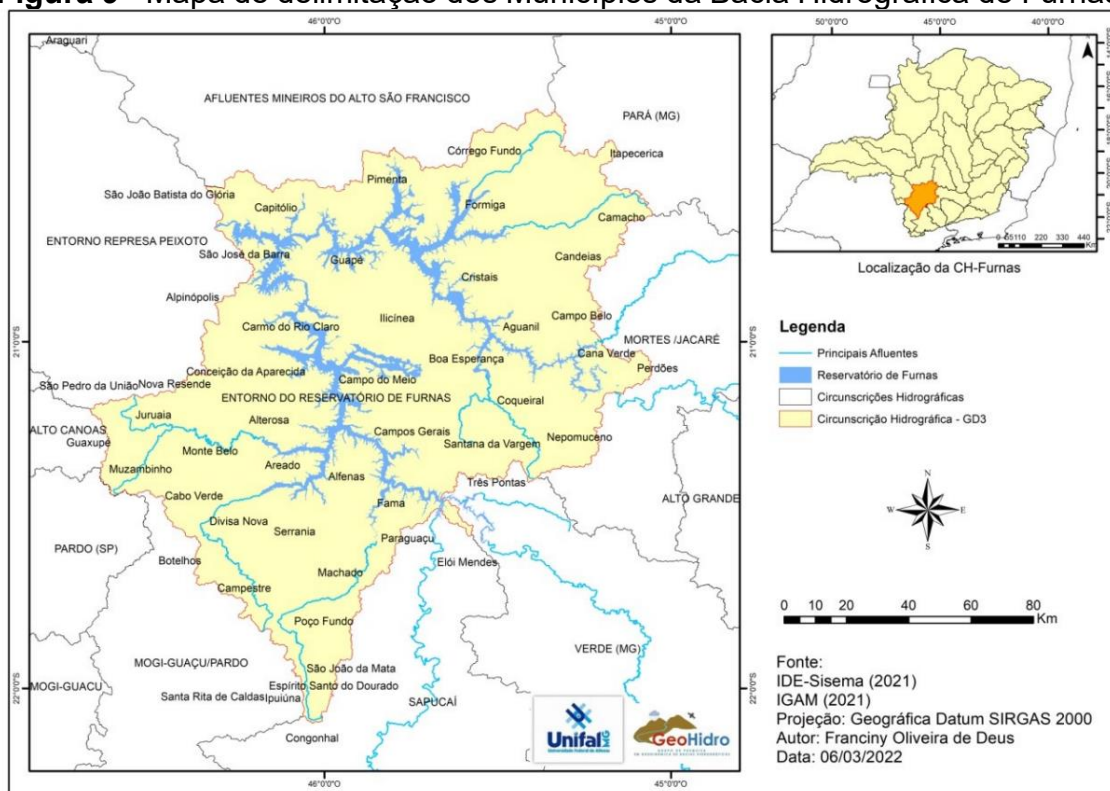 Figura 9 - Mapa de delimitação dos Municípios da Bacia Hidrográfica de Furnas
46°0'0"O
45°0'0"O
50°0'0"O
45°0'0"O
40°0'0"O
Araguari
AFLUENTES MINEIROS DO ALTO SÃO FRANCISCO
PARÁ (MG)
Córrego Fundo
Itapecerica
Pimenta
São João Batista do Glória
Capitólio
Formiga
Camacho
ENTORNO REPRESA PEIXOTO
São José da Barra
Guapé
Candeias
Cristais
Alpinópolis
Ilicínea
Carmo do Rio Claro
Aguanil
Campo Belo
MORTES /JACARÉ
Boa Esperança
Cana Verde
Perdões
Conceição da Aparecida
Campo do Meio
São Pedro da União
Nova Resende
ENTORNO DO RESERVATÓRIO DE FURNAS
Coqueiral
Juruaia
Alterosa
ALTO CANOAS
Guaxupé
Campos Gerais
Nepomuceno
Monte Belo
Santana da Vargem
Muzambinho
Areado
Alfenas
Três Pontas
Cabo Verde
Fama
ALTO GRANDE
Divisa Nova
Serrania
Paraguaçu
PARDO (SP)
Botelhos
Elói Mendes
Machado
Campestre
Poço Fundo
MOGI-GUAÇU/PARDO
VERDE (MG)
São João da Mata
MOGI-GUACU
Espírito Santo do Dourado
Santa Rita de Caldas
Ipuiúna
SAPUCAÍ
Congonhal
21°0'0"S
21°0'0"S
22°0'0"S
22°0'0"S
46°0'0"O
45°0'0"O
Unifal MG
Universidade Federal de Alfenas
GeoHidro
220 330 440
Km
Localização da CH-Furnas
Legenda
Principais Afluentes
Reservatório de Furnas
Circunscrições Hidrográficas
Circunscrição Hidrográfica - GD3
N
W
E
S
0 10 20 40 60 80
Km
Fonte:
IDE-Sisema (2021)
IGAM (2021)
Projeção: Geográfica Datum SIRGAS 2000
Autor: Franciny Oliveira de Deus
Data: 06/03/2022